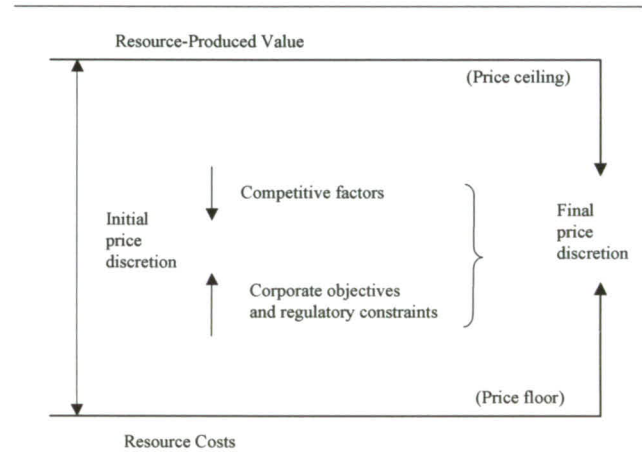 Resource-Produced Value
(Price ceiling)
Competitive factors
Initial
price
discretion
Final
price
discretion
Corporate objectives
and regulatory constraints
(Price floor)
Resource Costs